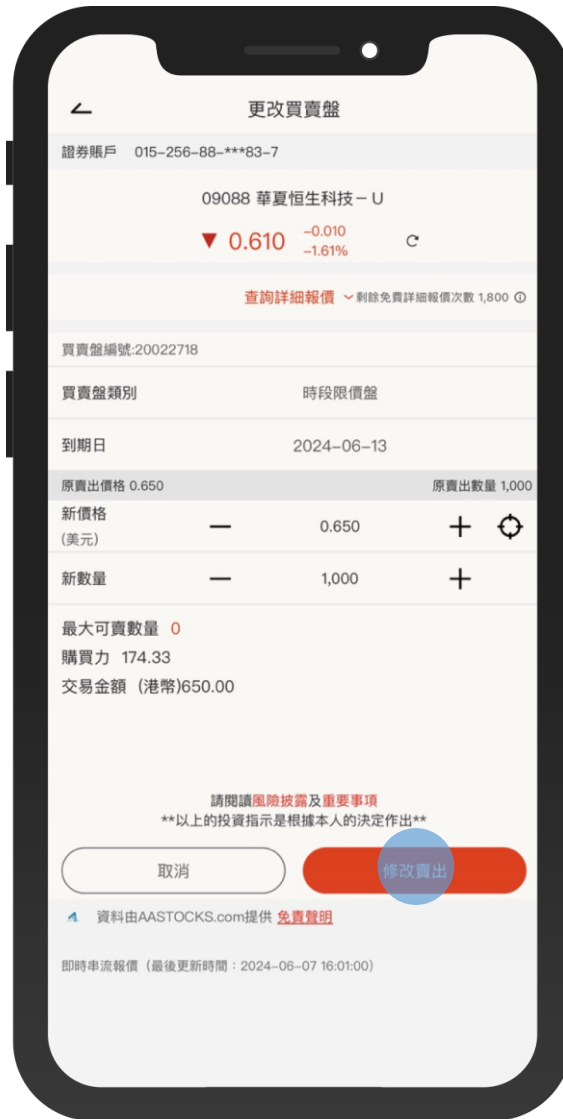 更改買賣盤
證券賬戶 015-256-88-***83-7
09088 華夏恒生科技－U
▼ 0.610 -0.010
-1.61%
查詢詳細報價 剩餘免費詳細報價次數 1,800
買賣盤編號:20022718
買賣盤類別 時段限價盤
到期日 2024-06-13
原賣出價格 0.650 原賣出數量 1,000
新價格
(美元) — 0.650 +
新數量 — 1,000 +
最大可賣數量 0
購買力 174.33
交易金額 (港幣)650.00
請閱讀風險披露及重要事項
**以上的投資指示是根據本人的決定作出**
取消 修改賣出
資料由AASTOCKS.com提供 免責聲明
即時串流報價（最後更新時間：2024-06-07 16:01:00）